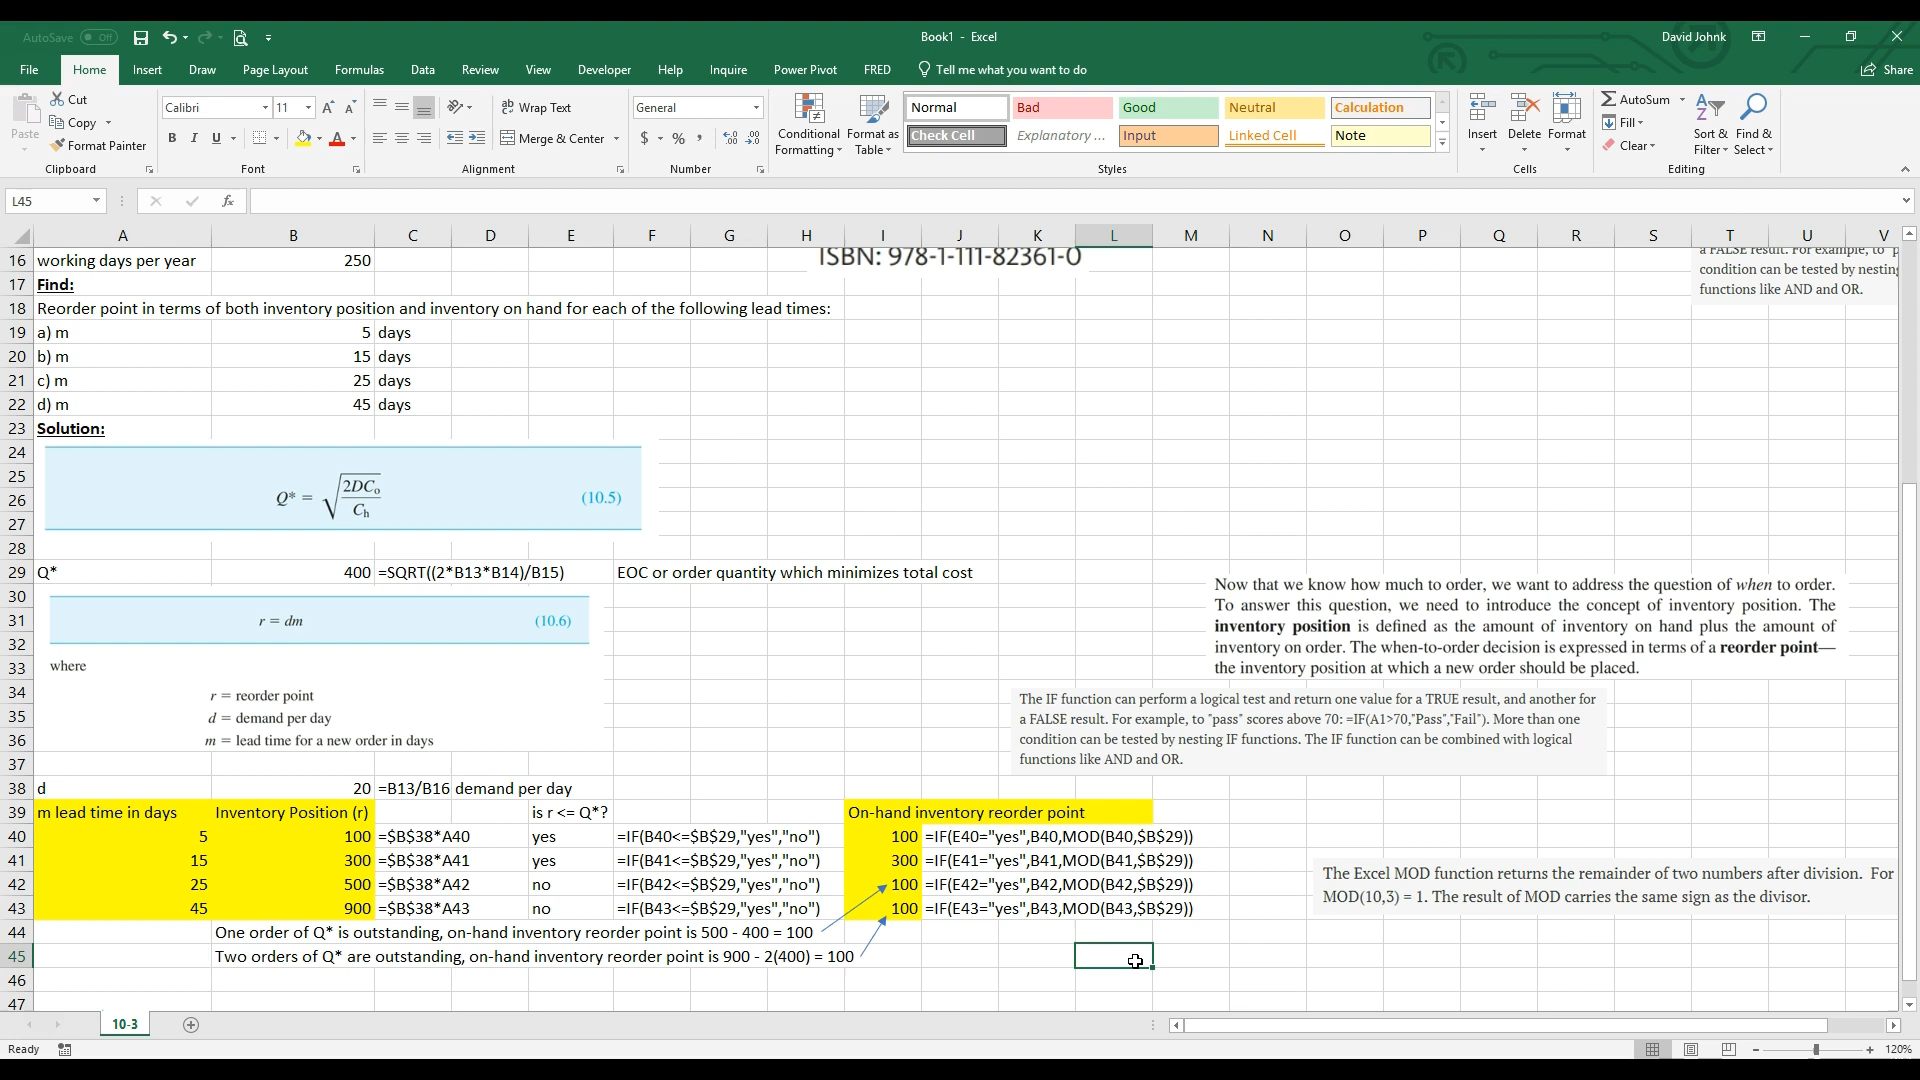 AutoSave Off
Book1 - Excel
David Johnk
File Home Insert Draw Page Layout Formulas Data Review View Developer Help Inquire Power Pivot FRED Tell me what you want to do Share
Paste
Cut
Copy
Format Painter
Clipboard
Calibri 11
B I U
Font
Wrap Text
Merge & Center
Alignment
General
$ % ,
Number
Conditional Formatting
Format as Table
Normal Bad Good Neutral Calculation
Check Cell Explanatory ... Input Linked Cell Note
Styles
Insert Delete Format
Cells
AutoSum
Fill
Clear
Sort & Filter
Find & Select
Editing
L45
fx
A B C D E F G H I J K L M N O P Q R S T U V
16 working days per year 250
ISBN: 978-1-111-82361-0
a FALSE result. For example, to "p
condition can be tested by nesting
functions like AND and OR.
17 Find:
18 Reorder point in terms of both inventory position and inventory on hand for each of the following lead times:
19 a) m 5 days
20 b) m 15 days
21 c) m 25 days
22 d) m 45 days
23 Solution:
24
25
26
27
28
Q* = √2DCo/Ch (10.5)
29 Q* 400 =SQRT((2*B13*B14)/B15) EOC or order quantity which minimizes total cost
30
31
32
33
34
35
36
37
r = dm (10.6)
where
r = reorder point
d = demand per day
m = lead time for a new order in days
Now that we know how much to order, we want to address the question of when to order.
To answer this question, we need to introduce the concept of inventory position. The
inventory position is defined as the amount of inventory on hand plus the amount of
inventory on order. The when-to-order decision is expressed in terms of a reorder point—
the inventory position at which a new order should be placed.
The IF function can perform a logical test and return one value for a TRUE result, and another for
a FALSE result. For example, to "pass" scores above 70: =IF(A1>70,"Pass","Fail"). More than one
condition can be tested by nesting IF functions. The IF function can be combined with logical
functions like AND and OR.
38 d 20 =B13/B16 demand per day
39 m lead time in days Inventory Position (r) is r <= Q*? On-hand inventory reorder point
40 5 100 =$B$38*A40 yes =IF(B40<=$B$29,"yes","no") 100 =IF(E40="yes",B40,MOD(B40,$B$29))
41 15 300 =$B$38*A41 yes =IF(B41<=$B$29,"yes","no") 300 =IF(E41="yes",B41,MOD(B41,$B$29))
42 25 500 =$B$38*A42 no =IF(B42<=$B$29,"yes","no") 100 =IF(E42="yes",B42,MOD(B42,$B$29))
43 45 900 =$B$38*A43 no =IF(B43<=$B$29,"yes","no") 100 =IF(E43="yes",B43,MOD(B43,$B$29))
The Excel MOD function returns the remainder of two numbers after division. For
MOD(10,3) = 1. The result of MOD carries the same sign as the divisor.
44 One order of Q* is outstanding, on-hand inventory reorder point is 500 - 400 = 100
45 Two orders of Q* are outstanding, on-hand inventory reorder point is 900 - 2(400) = 100
46
47
10-3
Ready
120%